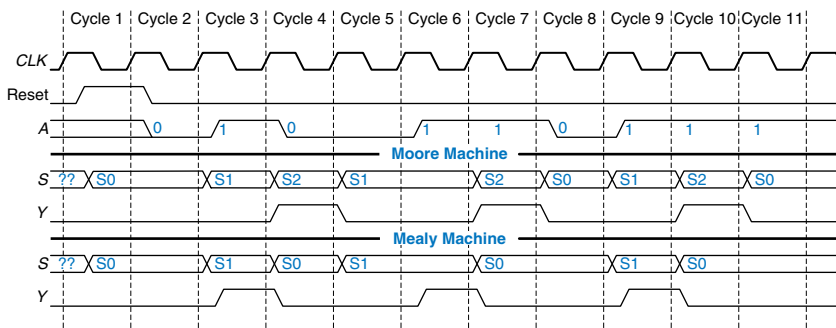 Cycle 1 Cycle 2 Cycle 3 Cycle 4 Cycle 5 Cycle 6 Cycle 7 Cycle 8 Cycle 9 Cycle 10 Cycle 11
CLK
Reset
A 0 1 0 1 1 0 1 1 1
Moore Machine
S ?? S0 S1 S2 S1 S2 S0 S1 S2 S0
Y
Mealy Machine
S ?? S0 S1 S0 S1 S0 S1 S0
Y